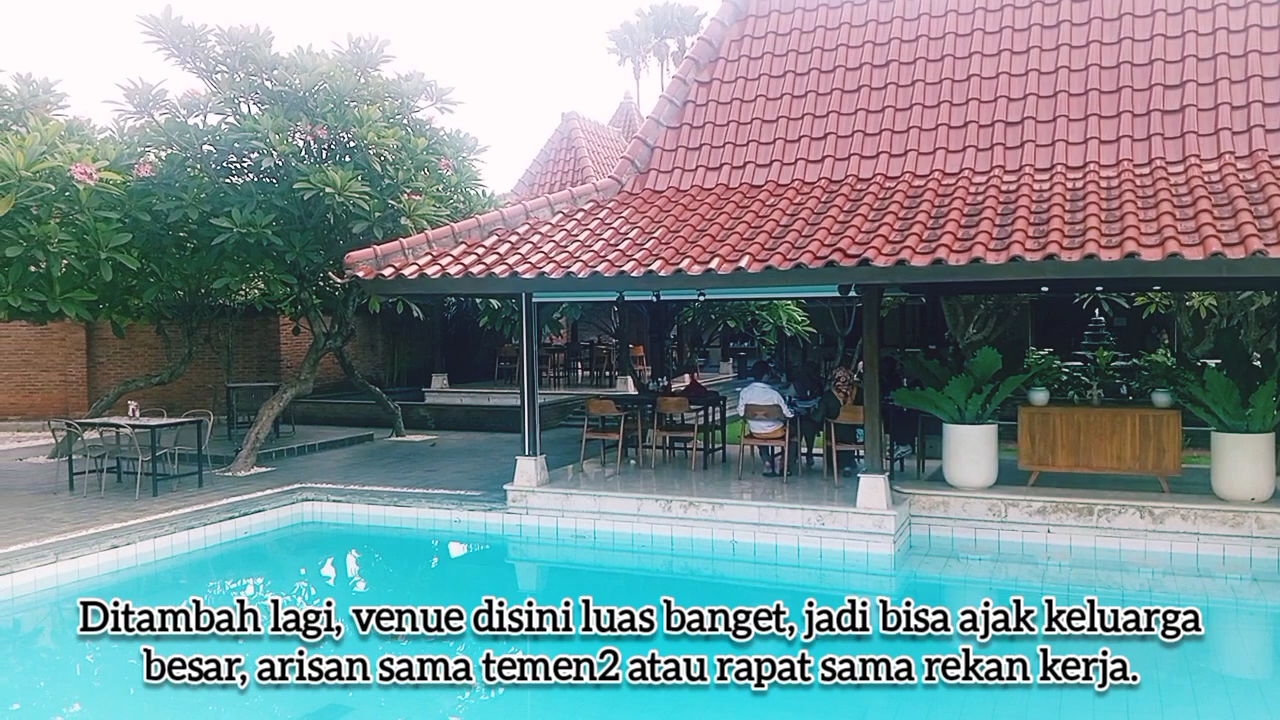 Ditambah lagi, venue disini luas banget, jadi bisa ajak keluarga
besar, arisan sama temen2 atau rapat sama rekan kerja.